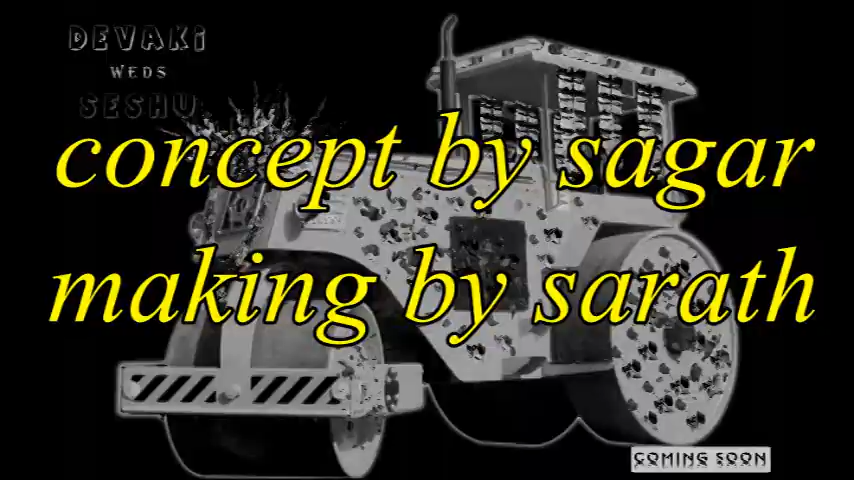 DEVAKi
WEDS
SESHU
concept by sagar
making by sarath
COMING SOON